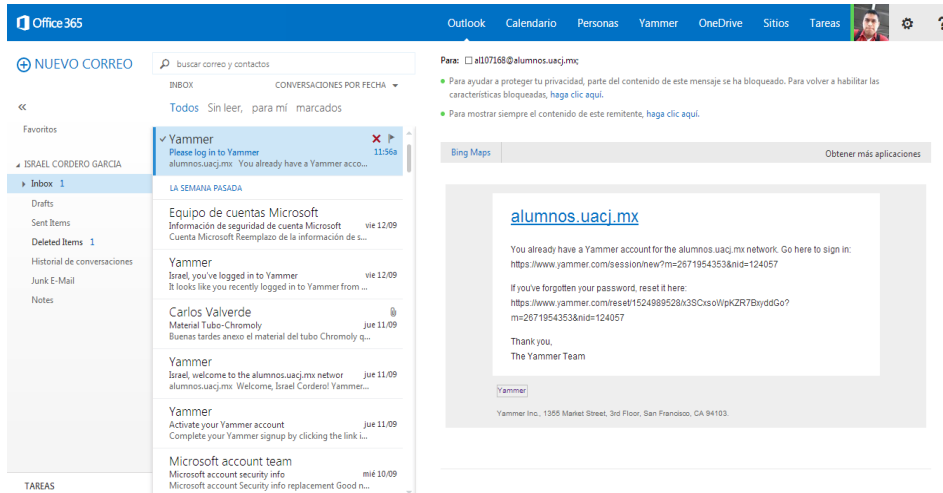 Office 365
Outlook Calendario Personas Yammer OneDrive Sitios Tareas ?
NUEVO CORREO
«
Favoritos
ISRAEL CORDERO GARCIA
Inbox 1
Drafts
Sent Items
Deleted Items 1
Historial de conversaciones
Junk E-Mail
Notes
TAREAS
buscar correo y contactos
INBOX CONVERSACIONES POR FECHA
Todos Sin leer, para mí marcados
Yammer
Please log in to Yammer 11:56a
alumnos.uacj.mx You already have a Yammer acco...
LA SEMANA PASADA
Equipo de cuentas Microsoft
Información de seguridad de cuenta Microsoft vie 12/09
Cuenta Microsoft Reemplazo de la información de s...
Yammer
Israel, you've logged in to Yammer vie 12/09
It looks like you recently logged in to Yammer from ...
Carlos Valverde
Material Tubo-Chromoly jue 11/09
Buenas tardes anexo el material del tubo Chromoly q...
Yammer
Israel, welcome to the alumnos.uacj.mx networ jue 11/09
alumnos.uacj.mx Welcome, Israel Cordero! Yammer...
Yammer
Activate your Yammer account jue 11/09
Complete your Yammer signup by clicking the link i...
Microsoft account team
Microsoft account security info mié 10/09
Microsoft account Security info replacement Good n...
Para: al107168@alumnos.uacj.mx;
Para ayudar a proteger tu privacidad, parte del contenido de este mensaje se ha bloqueado. Para volver a habilitar las
características bloqueadas, haga clic aquí.
Para mostrar siempre el contenido de este remitente, haga clic aquí.
Bing Maps Obtener más aplicaciones
alumnos.uacj.mx
You already have a Yammer account for the alumnos.uacj.mx network. Go here to sign in:
https://www.yammer.com/session/new?m=2671954353&nid=124057
If you've forgotten your password, reset it here:
https://www.yammer.com/reset/1524989528/x3SCxsoWpKZR7BxyddGo?
m=2671954353&nid=124057
Thank you,
The Yammer Team
Yammer
Yammer Inc., 1355 Market Street, 3rd Floor, San Francisco, CA 94103.